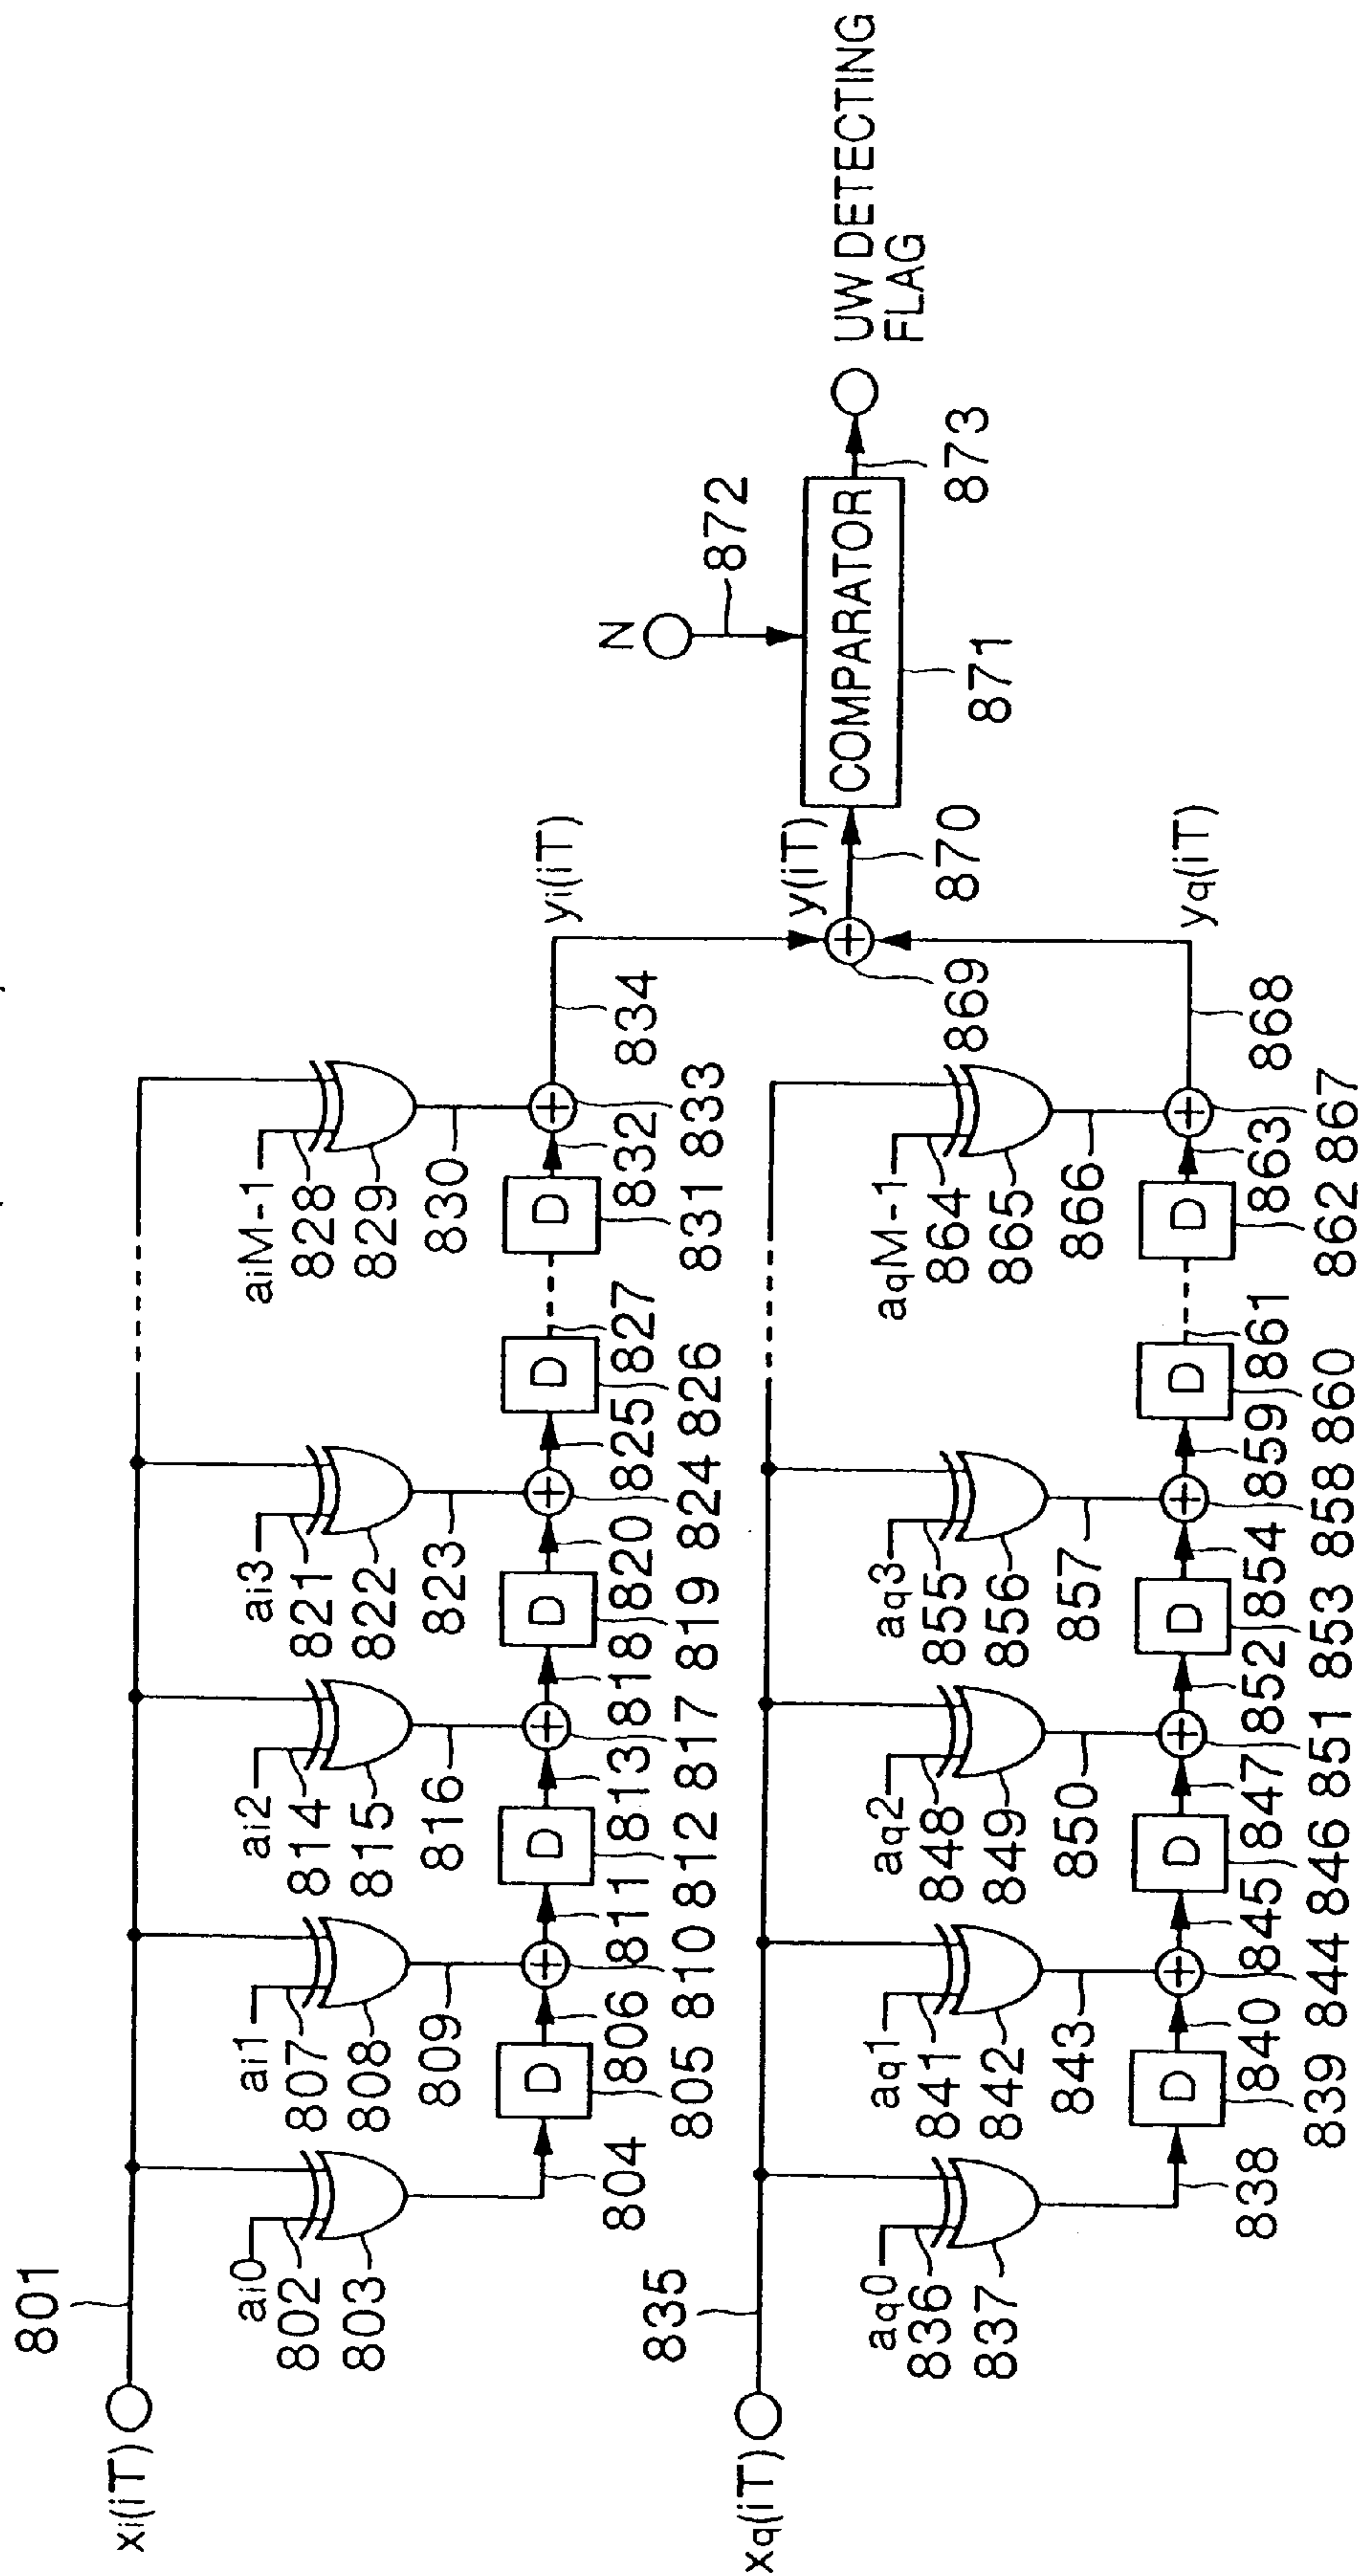 801
xi(iT)
ai0
802
803
804
ai1
807
808
809
D
805
806
810
811
ai2
814
815
816
D
812
813
817
818
ai3
821
822
823
D
819
820
824
825
D
826
827
aiM-1
828
829
830
D
831
832
833
834
yi(iT)
835
xq(iT)
aq0
836
837
838
aq1
841
842
843
D
839
840
844
845
aq2
848
849
850
D
846
847
851
852
aq3
855
856
857
D
853
854
858
859
D
860
861
aqM-1
864
865
866
D
862
863
867
868
yq(iT)
869
y(iT)
870
N
872
COMPARATOR
871
873
UW DETECTING
FLAG